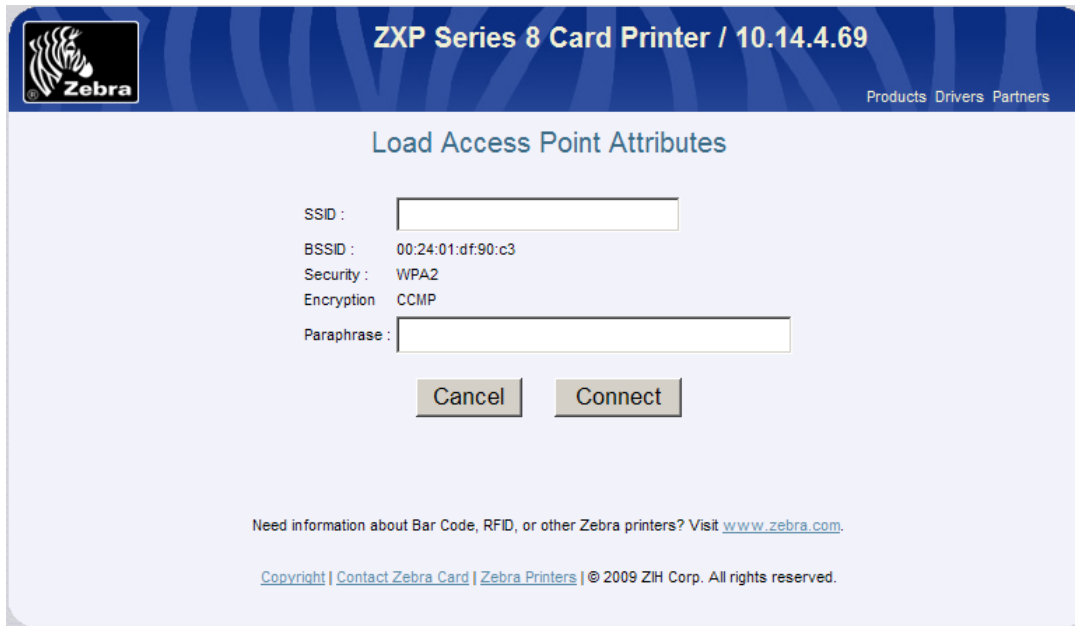 ZXP Series 8 Card Printer / 10.14.4.69
® Zebra
Products Drivers Partners
Load Access Point Attributes
SSID :
BSSID : 00:24:01:df:90:c3
Security : WPA2
Encryption CCMP
Paraphrase :
Cancel Connect
Need information about Bar Code, RFID, or other Zebra printers? Visit www.zebra.com.
Copyright | Contact Zebra Card | Zebra Printers | © 2009 ZIH Corp. All rights reserved.